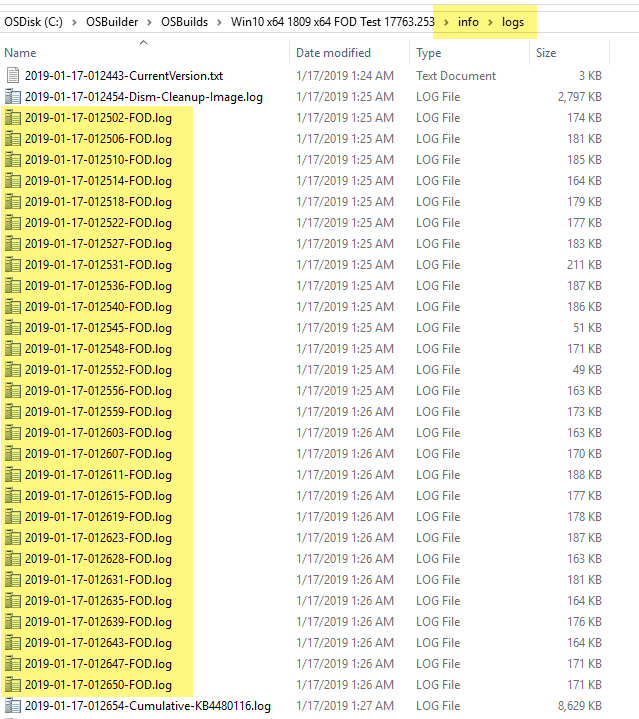 OSDisk (C:) > OSBuilder > OSBuilds > Win10 x64 1809 x64 FOD Test 17763.253 > info > logs
Name Date modified Type Size
2019-01-17-012443-CurrentVersion.txt 1/17/2019 1:24 AM Text Document 3 KB
2019-01-17-012454-Dism-Cleanup-Image.log 1/17/2019 1:25 AM LOG File 2,797 KB
2019-01-17-012502-FOD.log 1/17/2019 1:25 AM LOG File 174 KB
2019-01-17-012506-FOD.log 1/17/2019 1:25 AM LOG File 181 KB
2019-01-17-012510-FOD.log 1/17/2019 1:25 AM LOG File 185 KB
2019-01-17-012514-FOD.log 1/17/2019 1:25 AM LOG File 164 KB
2019-01-17-012518-FOD.log 1/17/2019 1:25 AM LOG File 179 KB
2019-01-17-012522-FOD.log 1/17/2019 1:25 AM LOG File 177 KB
2019-01-17-012527-FOD.log 1/17/2019 1:25 AM LOG File 183 KB
2019-01-17-012531-FOD.log 1/17/2019 1:25 AM LOG File 211 KB
2019-01-17-012536-FOD.log 1/17/2019 1:25 AM LOG File 187 KB
2019-01-17-012540-FOD.log 1/17/2019 1:25 AM LOG File 186 KB
2019-01-17-012545-FOD.log 1/17/2019 1:25 AM LOG File 51 KB
2019-01-17-012548-FOD.log 1/17/2019 1:25 AM LOG File 171 KB
2019-01-17-012552-FOD.log 1/17/2019 1:25 AM LOG File 49 KB
2019-01-17-012556-FOD.log 1/17/2019 1:25 AM LOG File 163 KB
2019-01-17-012559-FOD.log 1/17/2019 1:26 AM LOG File 173 KB
2019-01-17-012603-FOD.log 1/17/2019 1:26 AM LOG File 163 KB
2019-01-17-012607-FOD.log 1/17/2019 1:26 AM LOG File 170 KB
2019-01-17-012611-FOD.log 1/17/2019 1:26 AM LOG File 188 KB
2019-01-17-012615-FOD.log 1/17/2019 1:26 AM LOG File 177 KB
2019-01-17-012619-FOD.log 1/17/2019 1:26 AM LOG File 178 KB
2019-01-17-012623-FOD.log 1/17/2019 1:26 AM LOG File 187 KB
2019-01-17-012628-FOD.log 1/17/2019 1:26 AM LOG File 163 KB
2019-01-17-012631-FOD.log 1/17/2019 1:26 AM LOG File 181 KB
2019-01-17-012635-FOD.log 1/17/2019 1:26 AM LOG File 164 KB
2019-01-17-012639-FOD.log 1/17/2019 1:26 AM LOG File 176 KB
2019-01-17-012643-FOD.log 1/17/2019 1:26 AM LOG File 164 KB
2019-01-17-012647-FOD.log 1/17/2019 1:26 AM LOG File 171 KB
2019-01-17-012650-FOD.log 1/17/2019 1:26 AM LOG File 171 KB
2019-01-17-012654-Cumulative-KB4480116.log 1/17/2019 1:27 AM LOG File 8,629 KB